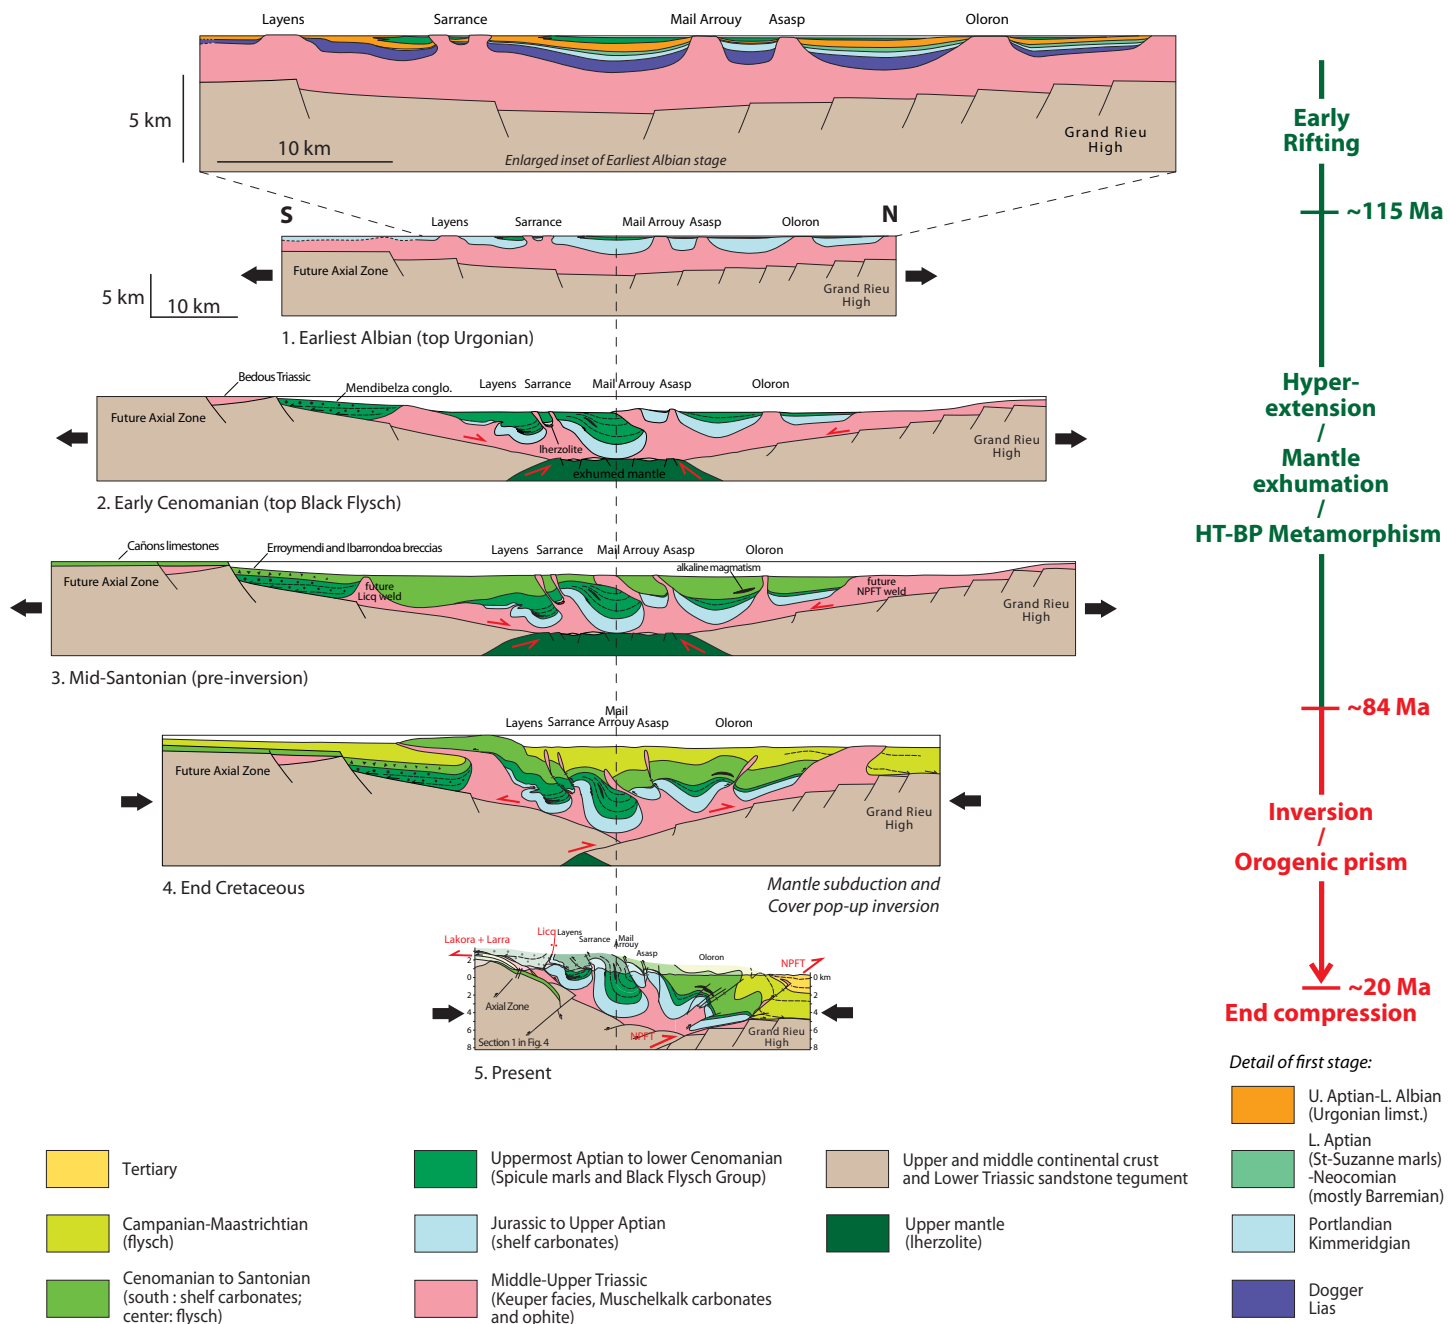 Layens
Sarrance
Mail Arrouy
Asasp
Oloron
5 km
10 km
Enlarged inset of Earliest Albian stage
Grand Rieu
High
S
N
Layens
Sarrance
Mail Arrouy
Asasp
Oloron
Future Axial Zone
Grand Rieu
High
5 km
10 km
1. Earliest Albian (top Urgonian)
Bedous Triassic
Mendibelza conglo.
Layens
Sarrance
Mail Arrouy
Asasp
Oloron
Future Axial Zone
lherzolite
exhumed mantle
Grand Rieu
High
2. Early Cenomanian (top Black Flysch)
Cañons limestones
Erroymendi and Ibarrondoa breccias
Layens
Sarrance
Mail Arrouy
Asasp
Oloron
alkaline magmatism
Future Axial Zone
future
Licq weld
future
NPFT weld
Grand Rieu
High
3. Mid-Santonian (pre-inversion)
Layens
Sarrance
Mail
Arrouy
Asasp
Oloron
Future Axial Zone
Grand Rieu
High
4. End Cretaceous
Mantle subduction and
Cover pop-up inversion
Lakora + Larra
Licq
Layens
Sarrance
Mail
Arrouy
Asasp
Oloron
NPFT
2
0
2
4
6
8
0 km
2
4
6
8
Axial Zone
Section 1 in Fig. 4
NPFT
Grand Rieu
High
5. Present
Early
Rifting
~115 Ma
Hyper-
extension
/
Mantle
exhumation
/
HT-BP Metamorphism
~84 Ma
Inversion
/
Orogenic prism
~20 Ma
End compression
Detail of first stage:
U. Aptian-L. Albian
(Urgonian limst.)
L. Aptian
(St-Suzanne marls)
-Neocomian
(mostly Barremian)
Portlandian
Kimmeridgian
Dogger
Lias
Tertiary
Campanian-Maastrichtian
(flysch)
Cenomanian to Santonian
(south : shelf carbonates;
center: flysch)
Uppermost Aptian to lower Cenomanian
(Spicule marls and Black Flysch Group)
Jurassic to Upper Aptian
(shelf carbonates)
Middle-Upper Triassic
(Keuper facies, Muschelkalk carbonates
and ophite)
Upper and middle continental crust
and Lower Triassic sandstone tegument
Upper mantle
(lherzolite)